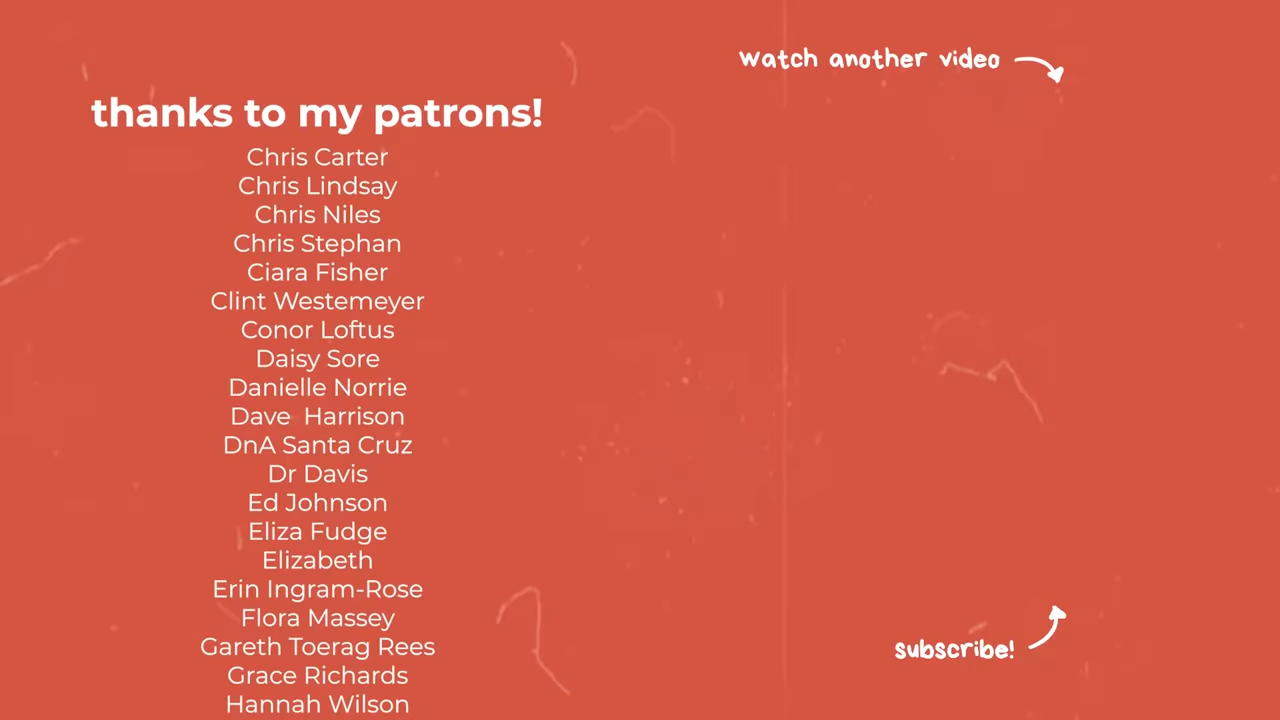 watch another video
thanks to my patrons!
Chris Carter
Chris Lindsay
Chris Niles
Chris Stephan
Ciara Fisher
Clint Westemeyer
Conor Loftus
Daisy Sore
Danielle Norrie
Dave  Harrison
DnA Santa Cruz
Dr Davis
Ed Johnson
Eliza Fudge
Elizabeth
Erin Ingram-Rose
Flora Massey
Gareth Toerag Rees
Grace Richards
Hannah Wilson
subscribe!